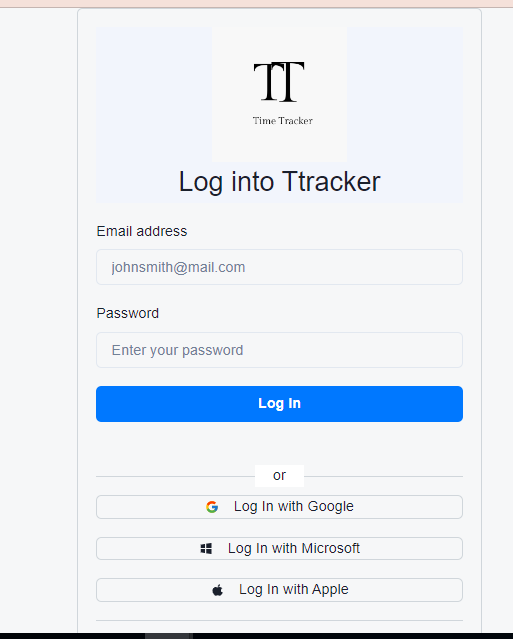 TT
Time Tracker
Log into Ttracker
Email address
johnsmith@mail.com
Password
Enter your password
Log In
or
Log In with Google
Log In with Microsoft
Log In with Apple